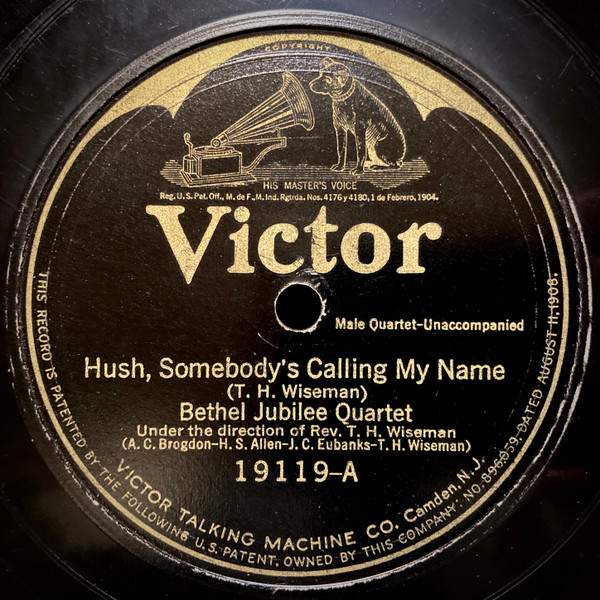 COPYRIGHT
HIS MASTER'S VOICE
Reg. U.S. Pat. Off., M. de F., M. Ind. Rgtrda. Nos. 4176 y 4180, 1 de Febrero, 1904.
Victor
Male Quartet-Unaccompanied
Hush, Somebody's Calling My Name
(T. H. Wiseman)
Bethel Jubilee Quartet
Under the direction of Rev. T. H. Wiseman
(A. C. Brogdon-H. S. Allen-J. C. Eubanks-T. H. Wiseman)
19119-A
VICTOR TALKING MACHINE CO. Camden, N.J.
THIS RECORD IS PATENTED BY THE FOLLOWING U.S. PATENT, OWNED BY THIS COMPANY: NO. 896,059, DATED AUGUST 11, 1908.